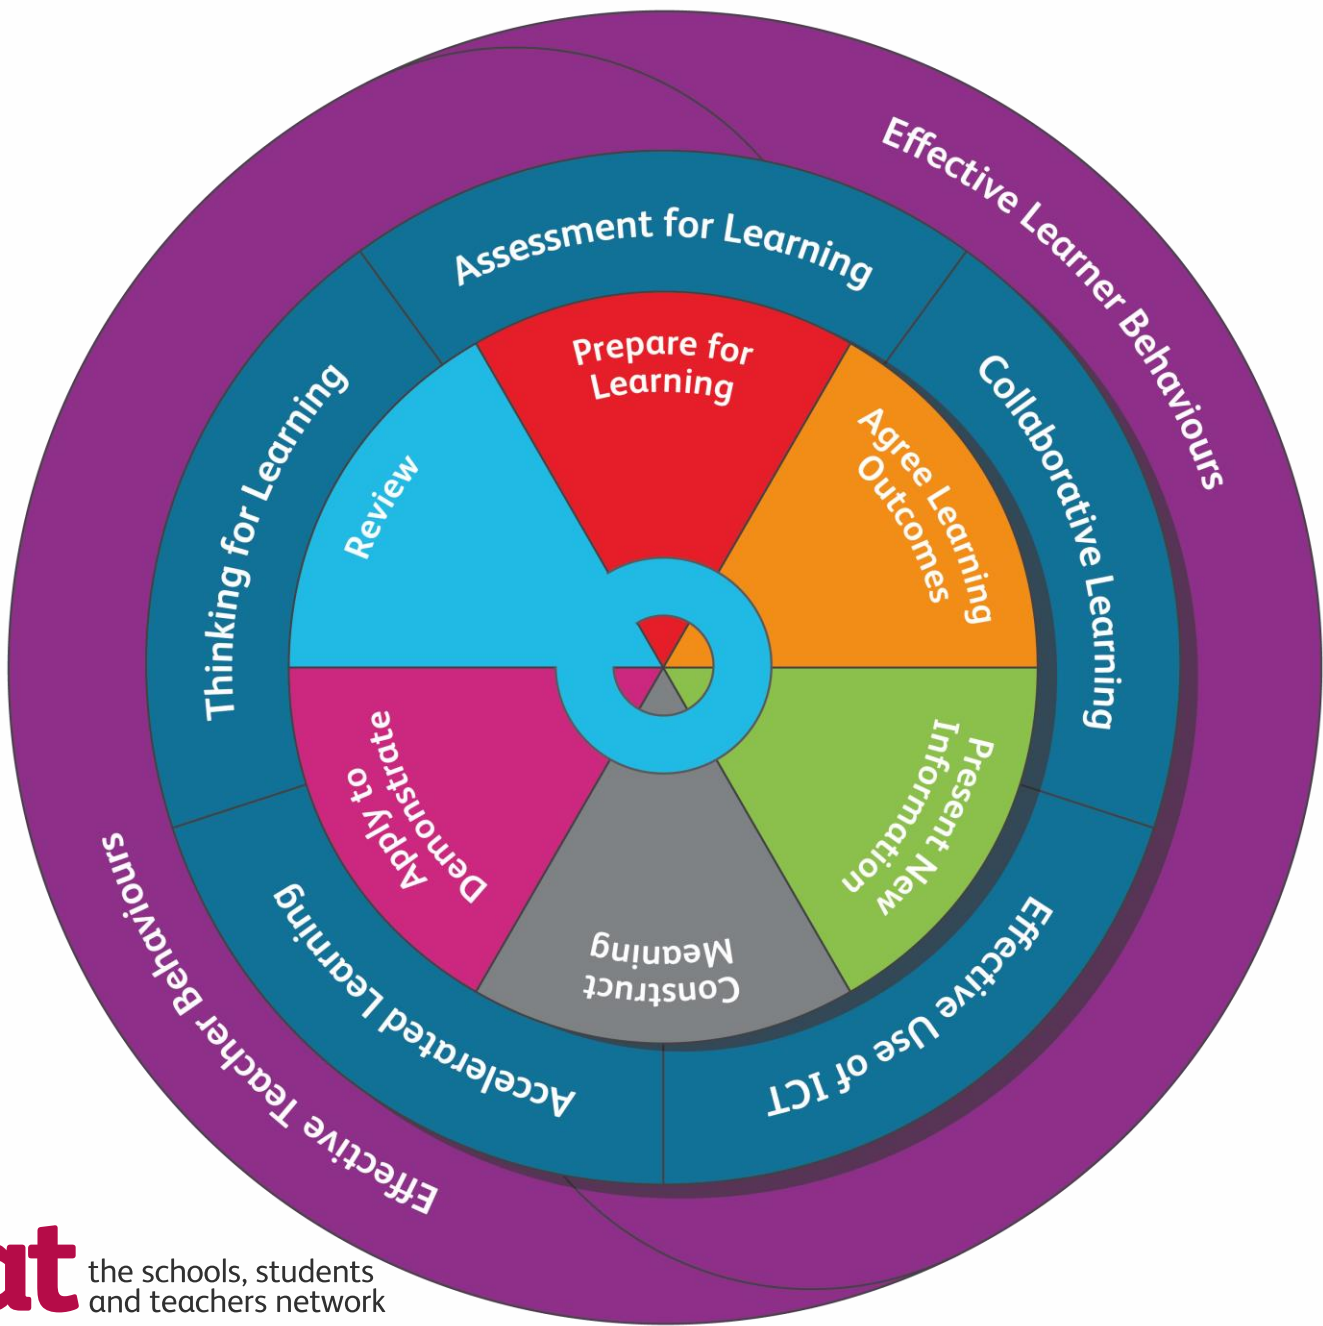 Effective Learner Behaviours
Effective Teacher Behaviours
Assessment for Learning
Collaborative Learning
Effective Use of ICT
Accelerated Learning
Thinking for Learning
Prepare for
Learning
Agree Learning
Outcomes
Present New
Information
Construct
Meaning
Apply to
Demonstrate
Review
at
the schools, students
and teachers network